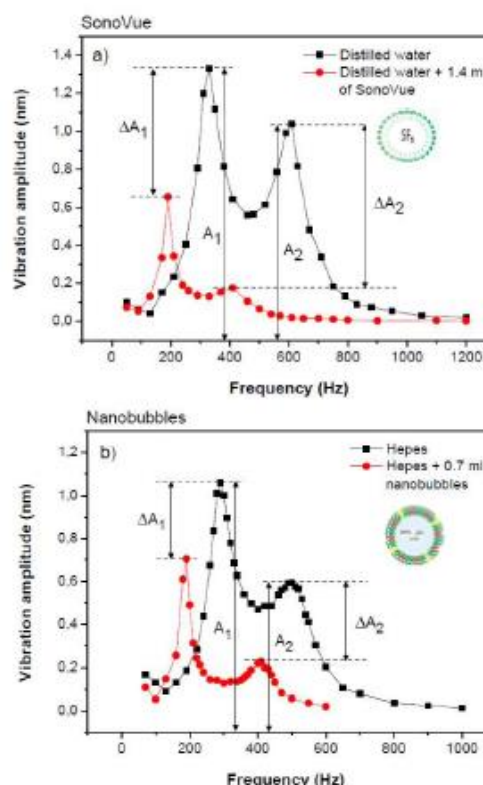 SonoVue
a)
Distilled water
Distilled water + 1.4 m
of SonoVue
SF₆
ΔA₁
A₁
A₂
ΔA₂
Vibration amplitude (nm)
1.4
1.2
1.0
0.8
0.6
0.4
0.2
0.0
0 200 400 600 800 1000 1200
Frequency (Hz)
Nanobubbles
b)
Hepes
Hepes + 0.7 ml
nanobubbles
ΔA₁
A₁
A₂
ΔA₂
Vibration amplitude (nm)
1.2
1.0
0.8
0.6
0.4
0.2
0.0
0 200 400 600 800 1000
Frequency (Hz)